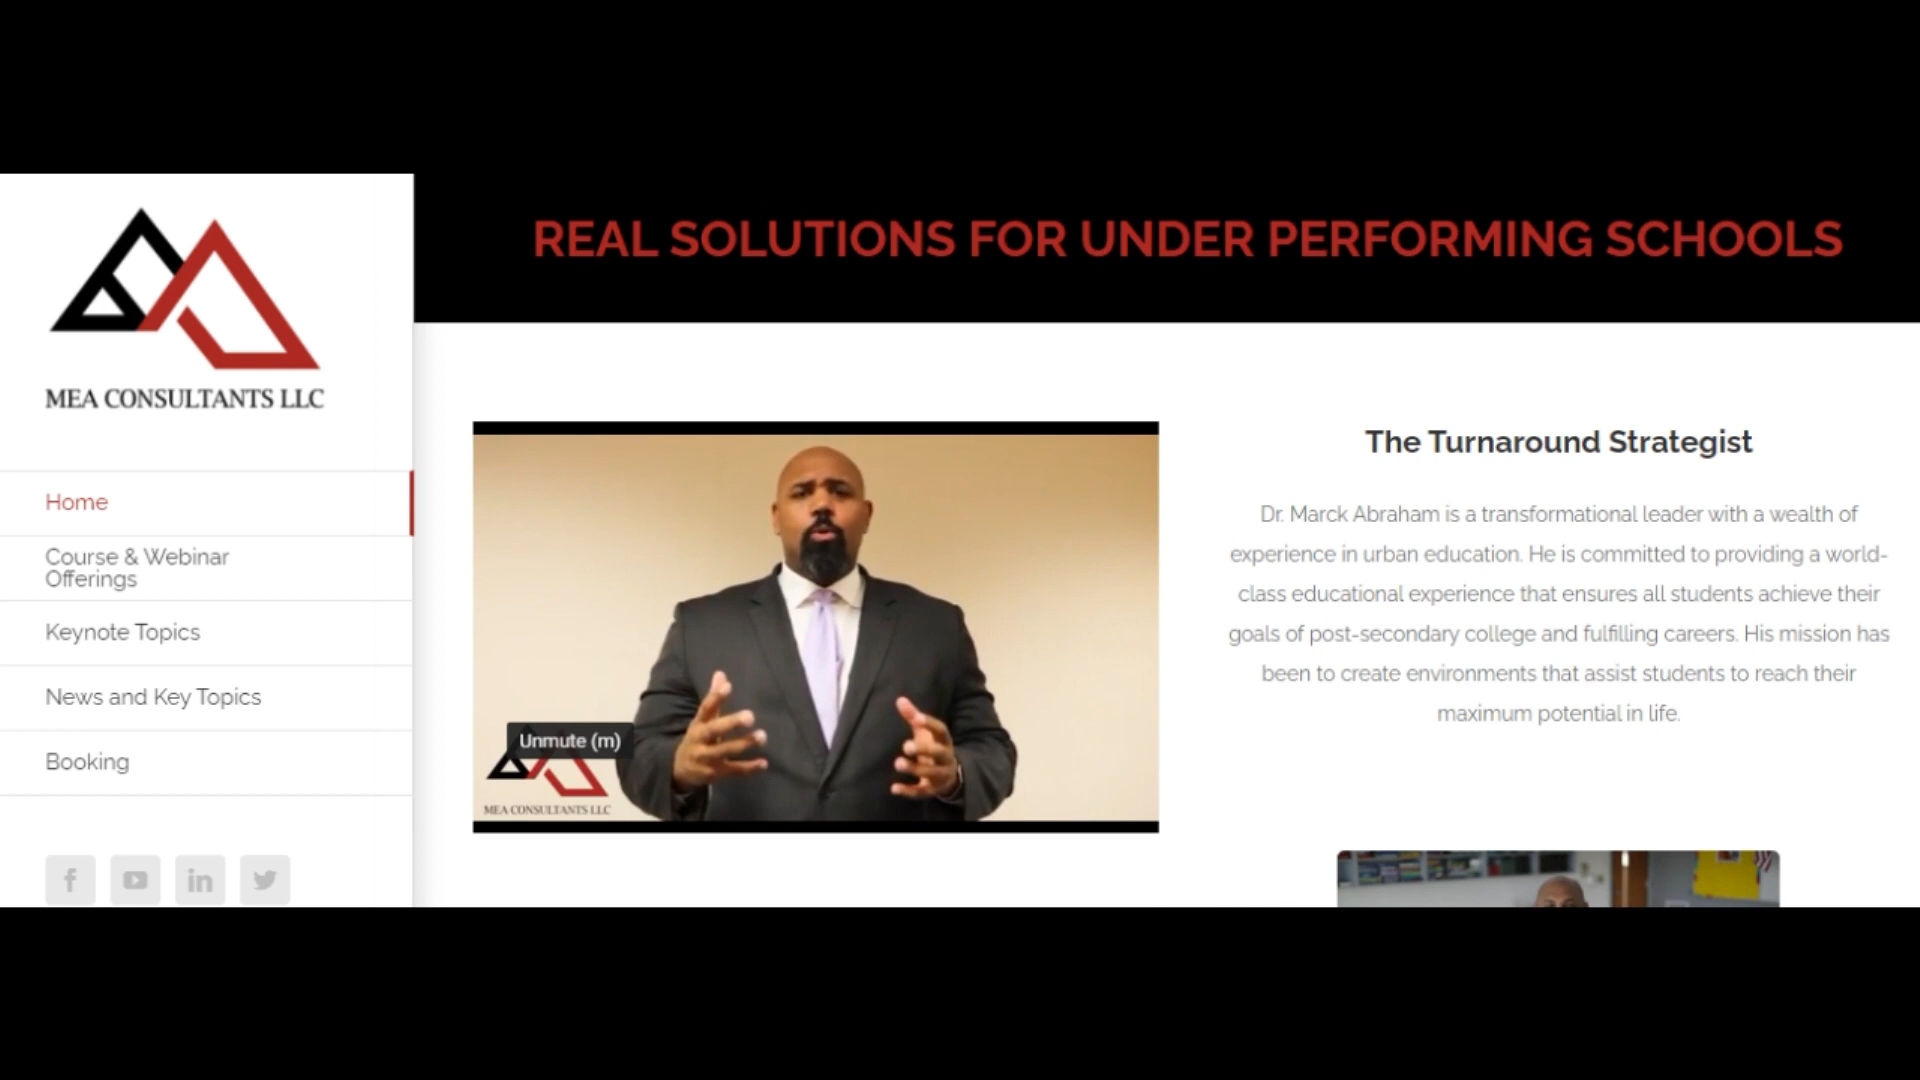 MEA CONSULTANTS LLC
Home
Course & Webinar
Offerings
Keynote Topics
News and Key Topics
Booking
REAL SOLUTIONS FOR UNDER PERFORMING SCHOOLS
Unmute (m)
MEA CONSULTANTS LLC
The Turnaround Strategist
Dr. Marck Abraham is a transformational leader with a wealth of
experience in urban education. He is committed to providing a world-
class educational experience that ensures all students achieve their
goals of post-secondary college and fulfilling careers. His mission has
been to create environments that assist students to reach their
maximum potential in life.